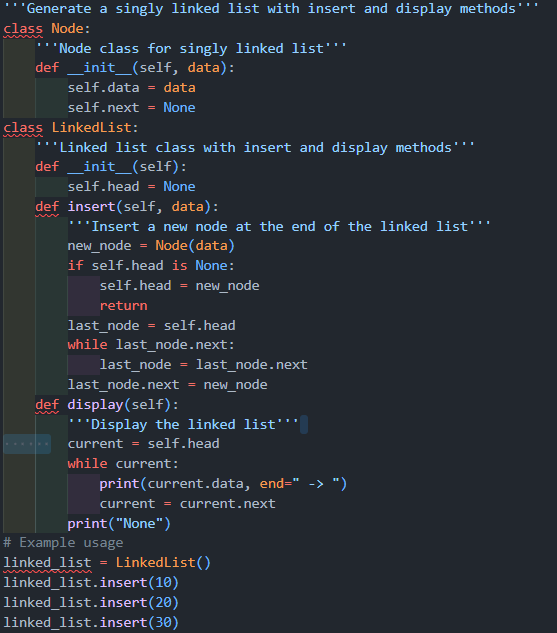 '''Generate a singly linked list with insert and display methods'''
class Node:
    '''Node class for singly linked list'''
    def __init__(self, data):
        self.data = data
        self.next = None
class LinkedList:
    '''Linked list class with insert and display methods'''
    def __init__(self):
        self.head = None
    def insert(self, data):
        '''Insert a new node at the end of the linked list'''
        new_node = Node(data)
        if self.head is None:
            self.head = new_node
            return
        last_node = self.head
        while last_node.next:
            last_node = last_node.next
        last_node.next = new_node
    def display(self):
        '''Display the linked list'''
        current = self.head
        while current:
            print(current.data, end=" -> ")
            current = current.next
        print("None")
# Example usage
linked_list = LinkedList()
linked_list.insert(10)
linked_list.insert(20)
linked_list.insert(30)